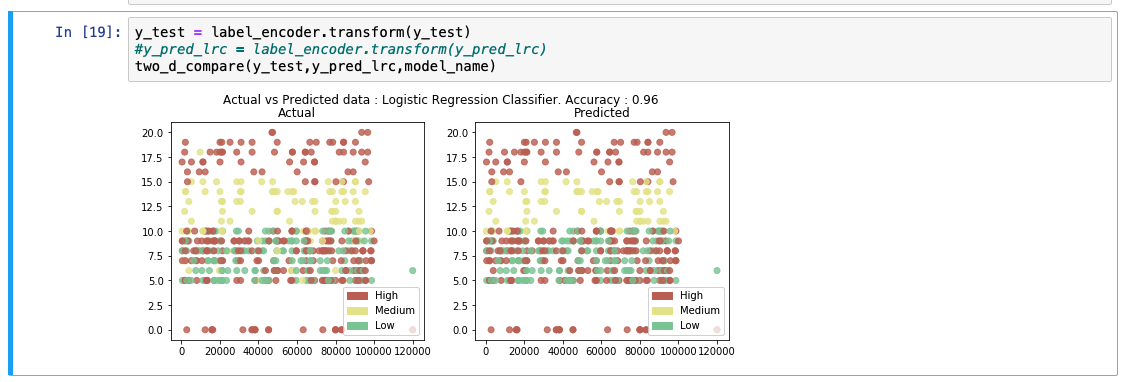 In [19]:
y_test = label_encoder.transform(y_test)
#y_pred_lrc = label_encoder.transform(y_pred_lrc)
two_d_compare(y_test,y_pred_lrc,model_name)
Actual vs Predicted data : Logistic Regression Classifier. Accuracy : 0.96
Actual
20.0
17.5
15.0
12.5
10.0
7.5
5.0
2.5
0.0
0 20000 40000 60000 80000 100000 120000
High
Medium
Low
Predicted
20.0
17.5
15.0
12.5
10.0
7.5
5.0
2.5
0.0
0 20000 40000 60000 80000 100000 120000
High
Medium
Low